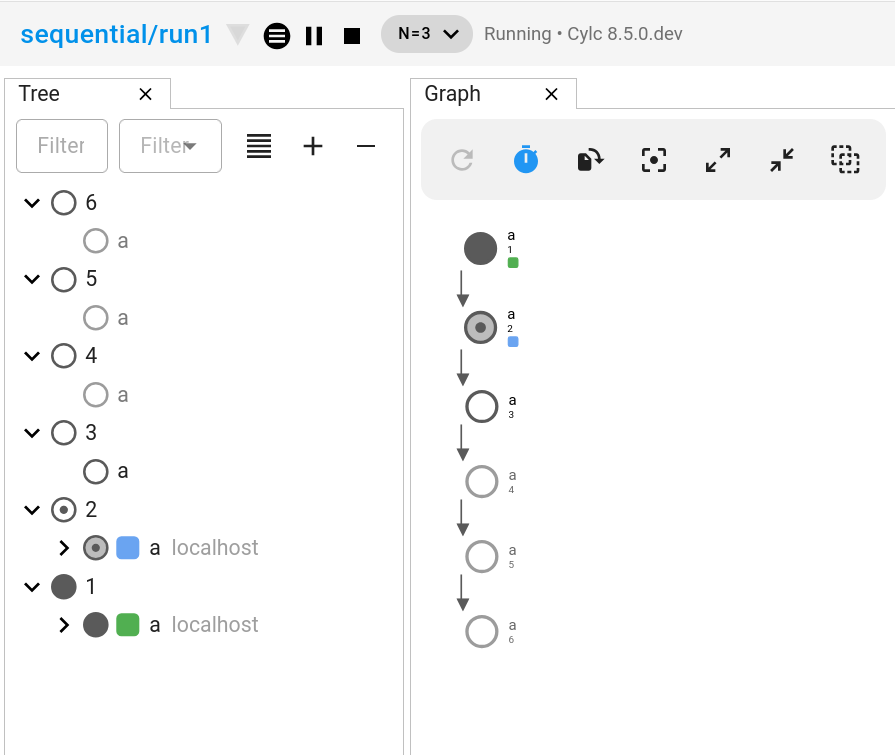 sequential/run1 N=3 Running • Cylc 8.5.0.dev
Tree
Filter Filter
6
a
5
a
4
a
3
a
2
a localhost
1
a localhost
Graph
a
1
a
2
a
3
a
4
a
5
a
6